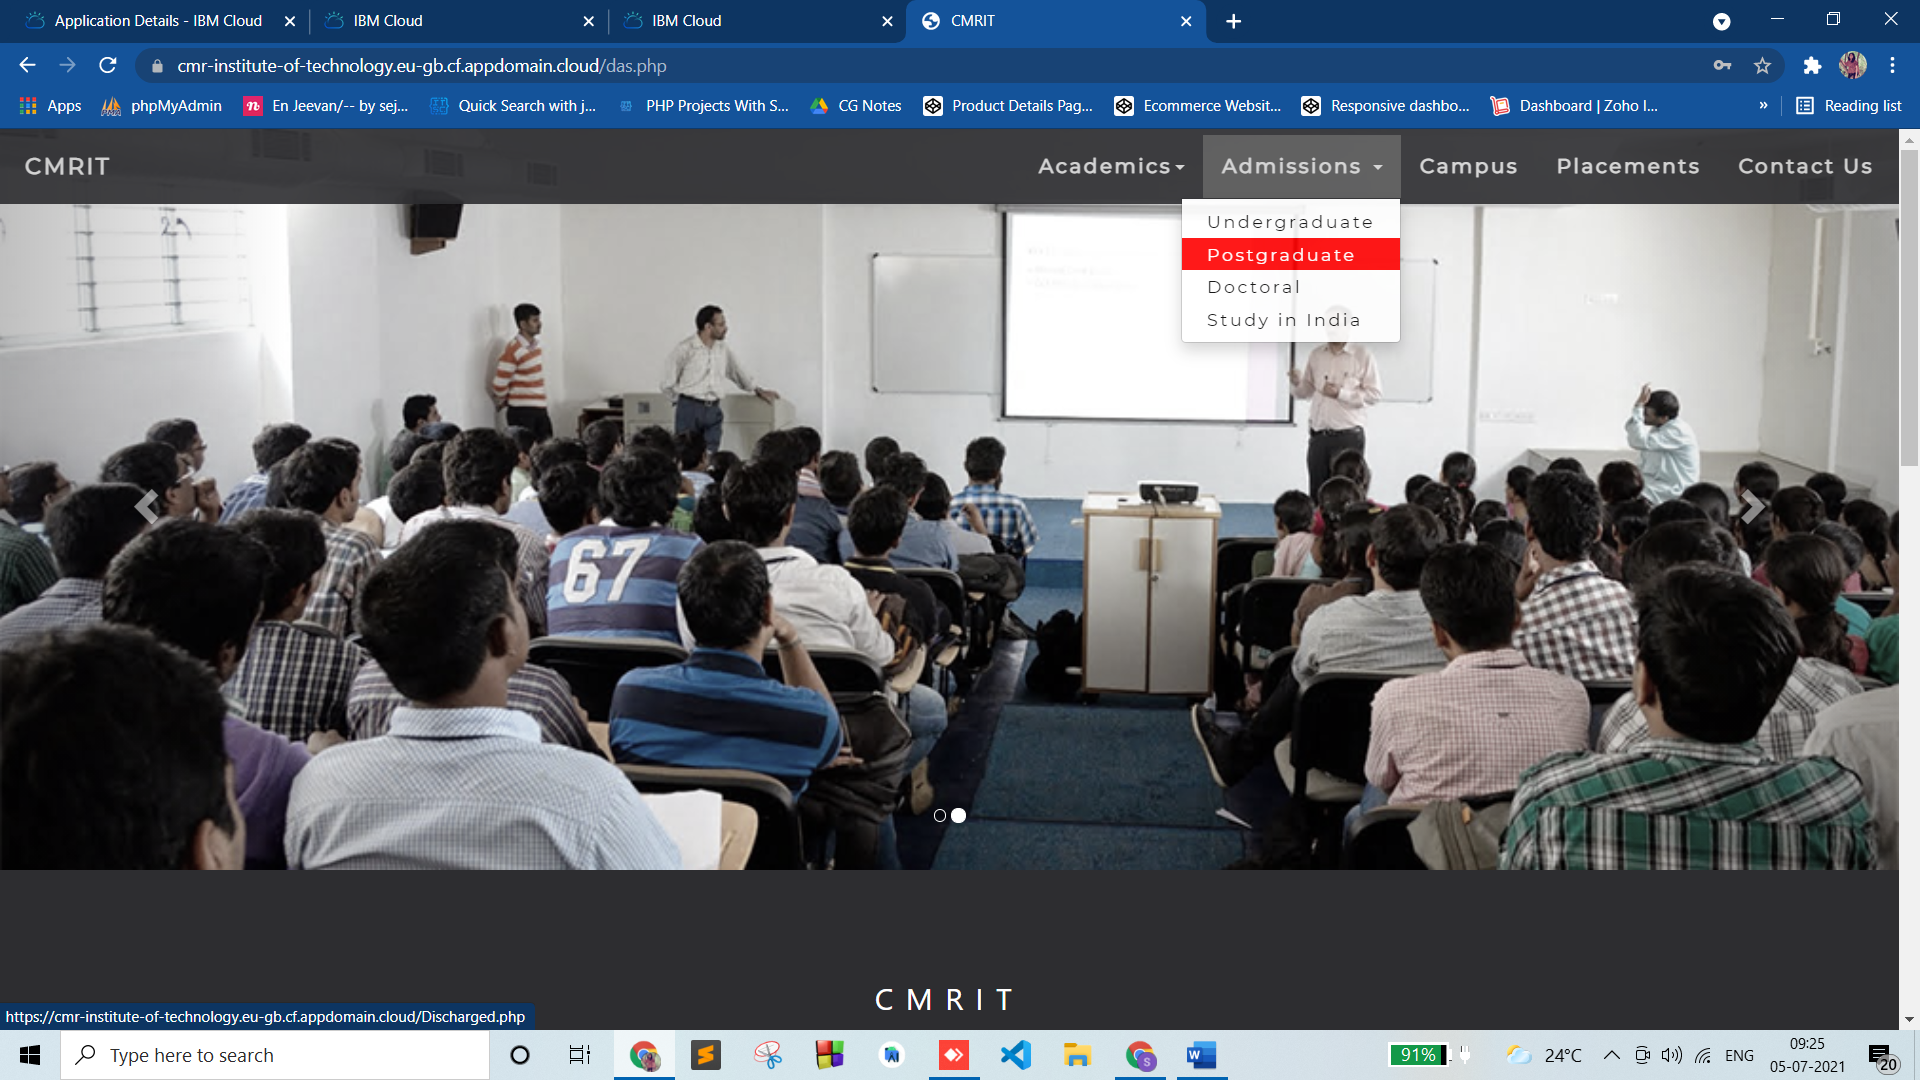 Application Details - IBM Cloud
IBM Cloud
IBM Cloud
CMRIT
cmr-institute-of-technology.eu-gb.cf.appdomain.cloud/das.php
Apps
phpMyAdmin
n
En Jeevan/-- by sej...
Quick Search with j...
PHP Projects With S...
CG Notes
Product Details Pag...
Ecommerce Websit...
Responsive dashbo...
Dashboard | Zoho I...
»
Reading list
CMRIT
Academics
Admissions
Campus
Placements
Contact Us
Undergraduate
Postgraduate
Doctoral
Study in India
67
CMRIT
https://cmr-institute-of-technology.eu-gb.cf.appdomain.cloud/Discharged.php
Type here to search
S
W
91%
24°C
ENG
09:25
05-07-2021
20